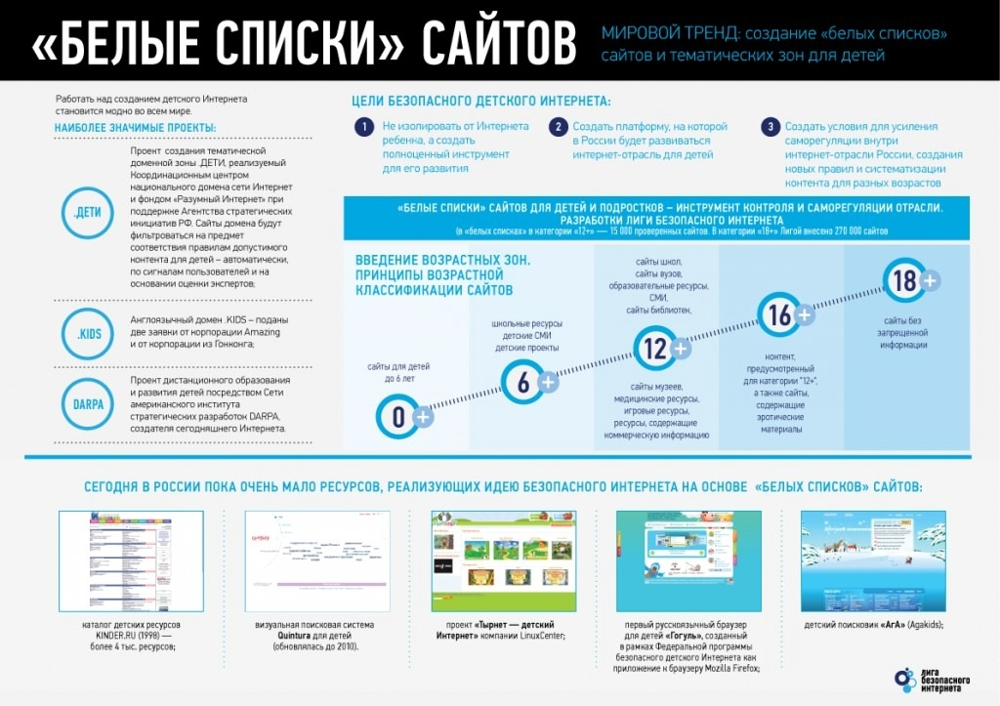 «БЕЛЫЕ СПИСКИ» САЙТОВ
МИРОВОЙ ТРЕНД: создание «белых списков»
сайтов и тематических зон для детей
Работать над созданием детского Интернета
становится модно во всем мире.
НАИБОЛЕЕ ЗНАЧИМЫЕ ПРОЕКТЫ:
.ДЕТИ
Проект создания тематической
доменной зоны .ДЕТИ, реализуемый
Координационным центром
национального домена сети Интернет
и фондом «Разумный Интернет» при
поддержке Агентства стратегических
инициатив РФ. Сайты домена будут
фильтроваться на предмет
соответствия правилам допустимого
контента для детей – автоматически,
по сигналам пользователей и на
основании оценки экспертов;
.KIDS
Англоязычный домен .KIDS – поданы
две заявки от корпорации Amazing
и от корпорации из Гонконга;
DARPA
Проект дистанционного образования
и развития детей посредством Сети
американского института
стратегических разработок DARPA,
создателя сегодняшнего Интернета.
ЦЕЛИ БЕЗОПАСНОГО ДЕТСКОГО ИНТЕРНЕТА:
1
Не изолировать от Интернета
ребенка, а создать
полноценный инструмент
для его развития
2
Создать платформу, на которой
в России будет развиваться
интернет-отрасль для детей
3
Создать условия для усиления
саморегуляции внутри
интернет-отрасли России, создания
новых правил и систематизации
контента для разных возрастов
«БЕЛЫЕ СПИСКИ» САЙТОВ ДЛЯ ДЕТЕЙ И ПОДРОСТКОВ – ИНСТРУМЕНТ КОНТРОЛЯ И САМОРЕГУЛЯЦИИ ОТРАСЛИ.
РАЗРАБОТКИ ЛИГИ БЕЗОПАСНОГО ИНТЕРНЕТА
(в «белых списках» в категории «12+» — 15 000 проверенных сайтов. В категории «18+» Лигой внесено 270 000 сайтов
ВВЕДЕНИЕ ВОЗРАСТНЫХ ЗОН.
ПРИНЦИПЫ ВОЗРАСТНОЙ
КЛАССИФИКАЦИИ САЙТОВ
сайты для детей
до 6 лет
0 +
школьные ресурсы
детские СМИ
детские проекты
6 +
сайты школ,
сайты вузов,
образовательные ресурсы,
СМИ,
сайты библиотек,
12 +
сайты музеев,
медицинские ресурсы,
игровые ресурсы,
ресурсы, содержащие
коммерческую информацию
16 +
контент,
предусмотренный
для категории "12+",
а также сайты,
содержащие
эротические
материалы
18 +
сайты без
запрещенной
информации
СЕГОДНЯ В РОССИИ ПОКА ОЧЕНЬ МАЛО РЕСУРСОВ, РЕАЛИЗУЮЩИХ ИДЕЮ БЕЗОПАСНОГО ИНТЕРНЕТА НА ОСНОВЕ «БЕЛЫХ СПИСКОВ» САЙТОВ:
каталог детских ресурсов
KINDER.RU (1998) —
более 4 тыс. ресурсов;
визуальная поисковая система
Quintura для детей
(обновлялась до 2010).
проект «Тырнет — детский
Интернет» компании LinuxCenter;
первый русскоязычный браузер
для детей «Гогуль», созданный
в рамках Федеральной программы
безопасного детского Интернета как
приложение к браузеру Mozilla Firefox;
детский поисковик «АгА» (Agakids);
лига
безопасного
интернета